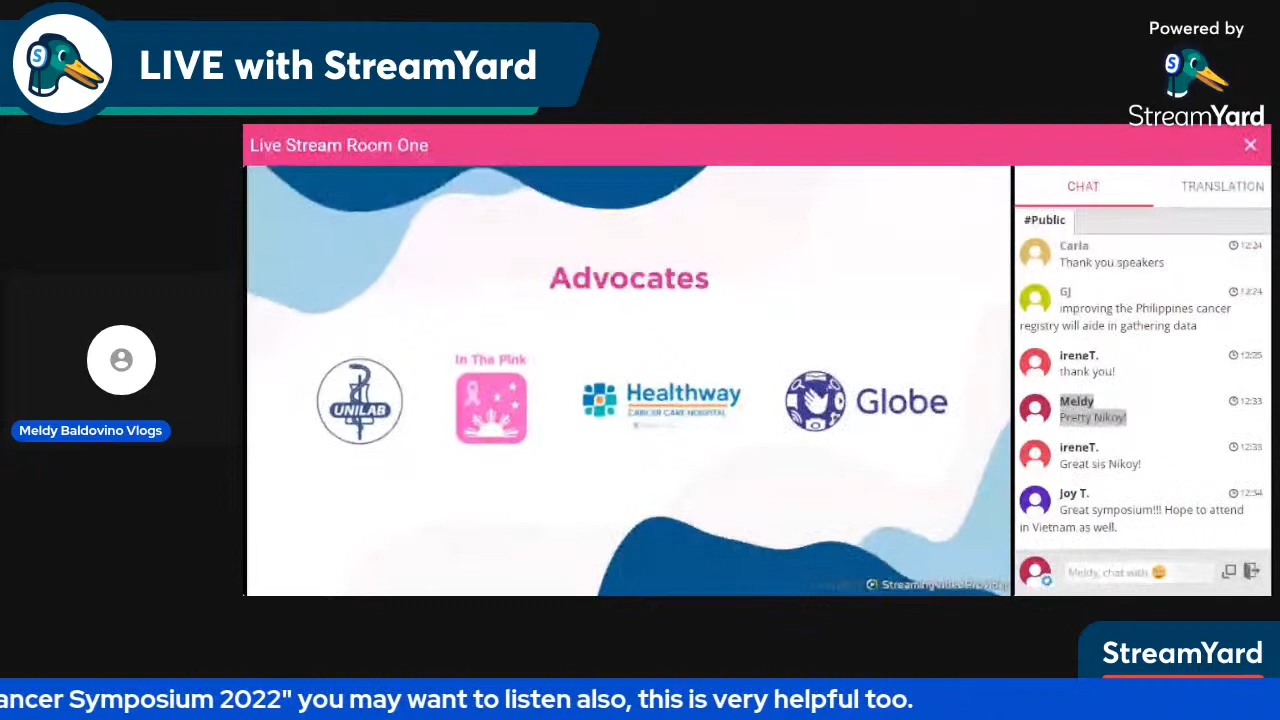 LIVE with StreamYard
Powered by
StreamYard
Live Stream Room One
CHAT
TRANSLATION
#Public
Advocates
UNILAB
In The Pink
Healthway
CANCER CARE HOSPITAL
Globe
Carla
12:24
Thank you speakers
GJ
12:24
improving the Philippines cancer
registry will aide in gathering data
ireneT.
12:25
thank you!
Meldy
12:33
Pretty Nikoy!
ireneT.
12:33
Great sis Nikoy!
Joy T.
12:34
Great symposium!!! Hope to attend
in Vietnam as well.
Meldy, chat with
Meldy Baldovino Vlogs
StreamingVideoProvider
StreamYard
ancer Symposium 2022" you may want to listen also, this is very helpful too.